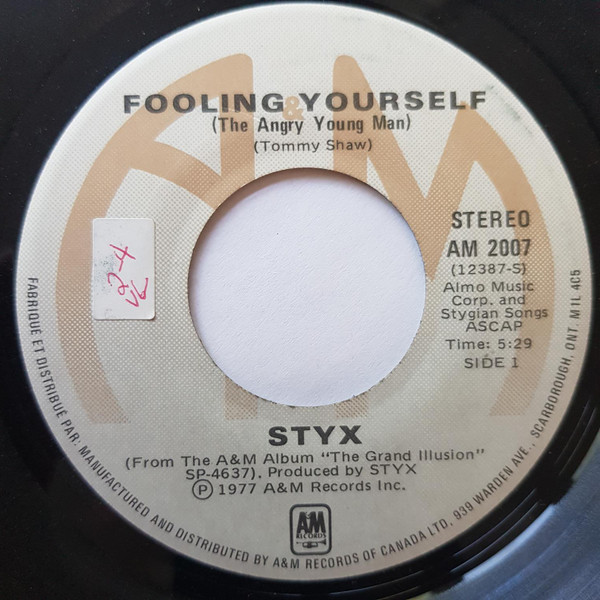 FOOLING & YOURSELF
(The Angry Young Man)
(Tommy Shaw)
STEREO
AM 2007
(12387-S)
Almo Music
Corp. and
Stygian Songs
ASCAP
Time: 5:29
SIDE 1
STYX
(From The A&M Album "The Grand Illusion"
SP-4637). Produced by STYX
Ⓟ 1977 A&M Records Inc.
A&M
RECORDS
FABRIQUÉ ET DISTRIBUÉ PAR: MANUFACTURED AND DISTRIBUTED BY A&M RECORDS OF CANADA LTD. 939 WARDEN AVE., SCARBOROUGH, ONT. M1L 4C5